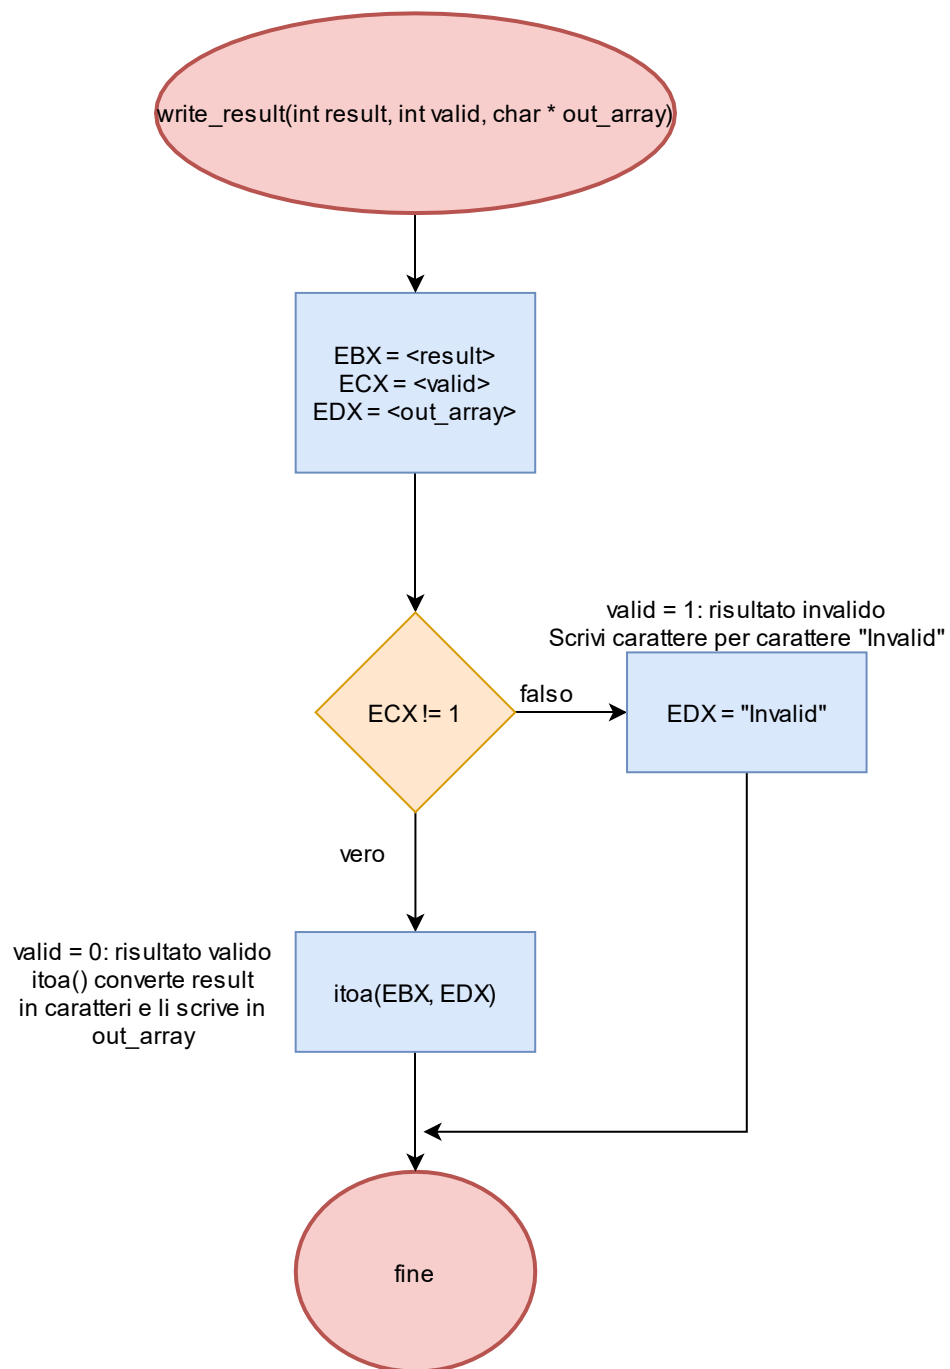 write_result(int result, int valid, char * out_array)
EBX = <result>
ECX = <valid>
EDX = <out_array>
valid = 1: risultato invalido
Scrivi carattere per carattere "Invalid"
ECX != 1
falso
EDX = "Invalid"
vero
valid = 0: risultato valido
itoa() converte result
in caratteri e li scrive in
out_array
itoa(EBX, EDX)
fine